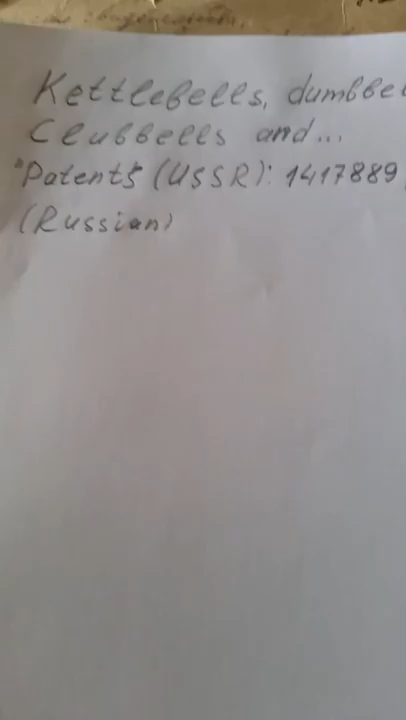 Kettlebells, dumbbe
Clubbells and...
"Patents (USSR): 1417889
(Russian)